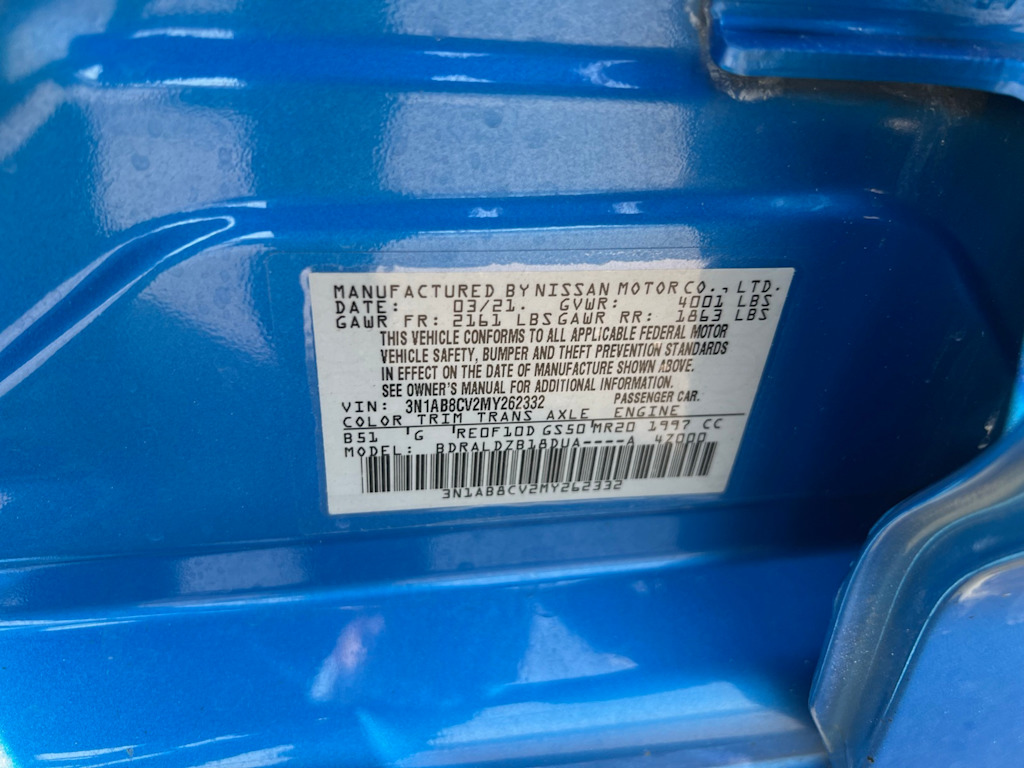 MANUFACTURED BY NISSAN MOTOR CO., LTD.
DATE: 03/21. GVWR: 4001 LBS
GAWR FR: 2161 LBS GAWR RR: 1863 LBS
THIS VEHICLE CONFORMS TO ALL APPLICABLE FEDERAL MOTOR
VEHICLE SAFETY, BUMPER AND THEFT PREVENTION STANDARDS
IN EFFECT ON THE DATE OF MANUFACTURE SHOWN ABOVE.
SEE OWNER'S MANUAL FOR ADDITIONAL INFORMATION.
VIN: 3N1AB8CV2MY262332 PASSENGER CAR.
COLOR TRIM TRANS AXLE ENGINE
B51 'G RE0F10D GS50'MR20 1997 CC
MODEL: BDRALD7B18DUA----A 47000
3N1AB8CV2MY262332